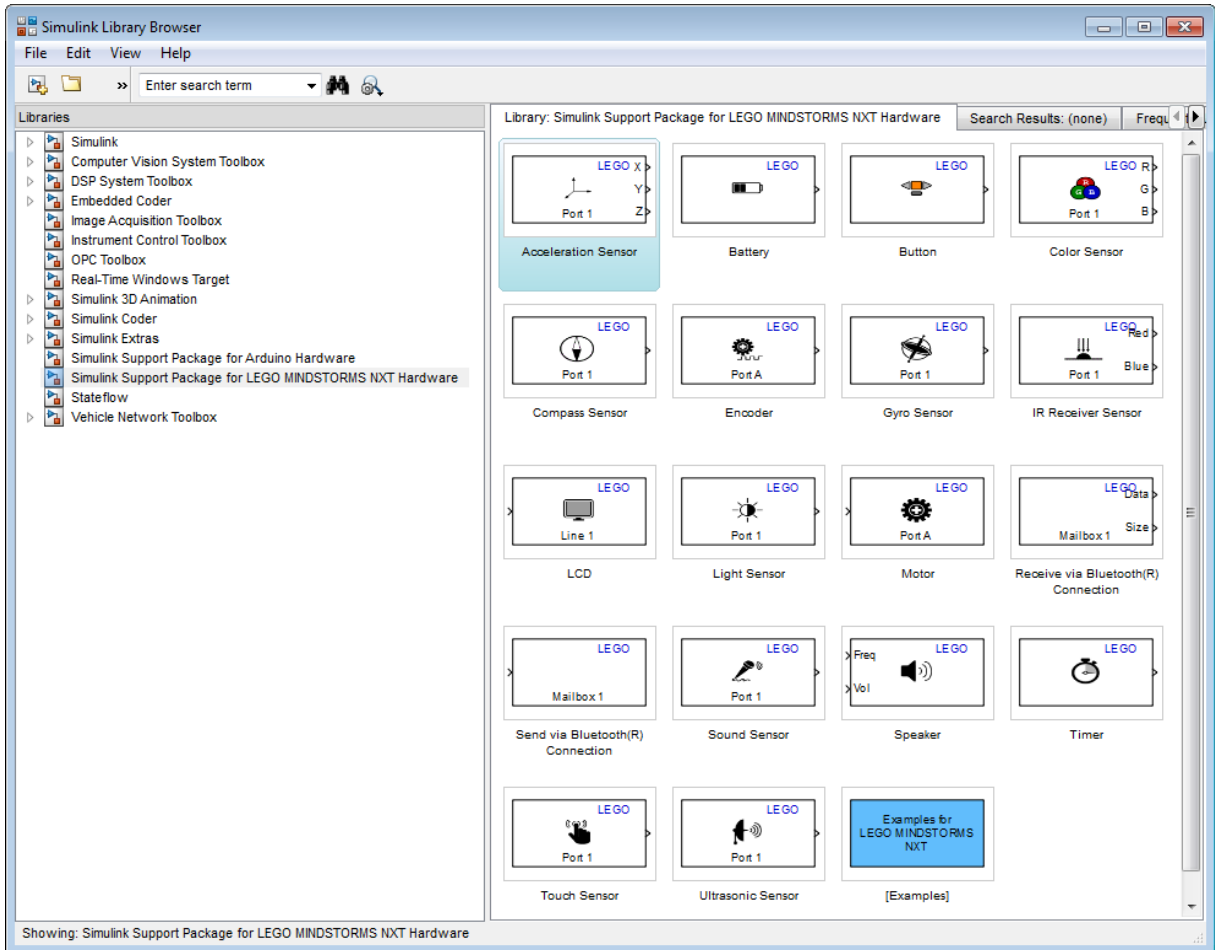 Simulink Library Browser
File Edit View Help
» Enter search term
Libraries
Simulink
Computer Vision System Toolbox
DSP System Toolbox
Embedded Coder
Image Acquisition Toolbox
Instrument Control Toolbox
OPC Toolbox
Real-Time Windows Target
Simulink 3D Animation
Simulink Coder
Simulink Extras
Simulink Support Package for Arduino Hardware
Simulink Support Package for LEGO MINDSTORMS NXT Hardware
Stateflow
Vehicle Network Toolbox
Library: Simulink Support Package for LEGO MINDSTORMS NXT Hardware Search Results: (none)
LEGO X
Y
Port 1 Z
Acceleration Sensor
LEGO
Battery
LEGO
Button
LEGO R
R
G B
G
Port 1 B
Color Sensor
LEGO
Port 1
Compass Sensor
LEGO
Port A
Encoder
LEGO
Port 1
Gyro Sensor
LEGO
Red
Blue
Port 1
IR Receiver Sensor
LEGO
Line 1
LCD
LEGO
Port 1
Light Sensor
LEGO
Port A
Motor
LEGO
Data
Size
Mailbox 1
Receive via Bluetooth(R)
Connection
LEGO
Mailbox 1
Send via Bluetooth(R)
Connection
LEGO
Port 1
Sound Sensor
LEGO
Freq
Vol
Speaker
LEGO
Timer
LEGO
Port 1
Touch Sensor
LEGO
Port 1
Ultrasonic Sensor
Examples for
LEGO MINDSTORMS
NXT
[Examples]
Showing: Simulink Support Package for LEGO MINDSTORMS NXT Hardware